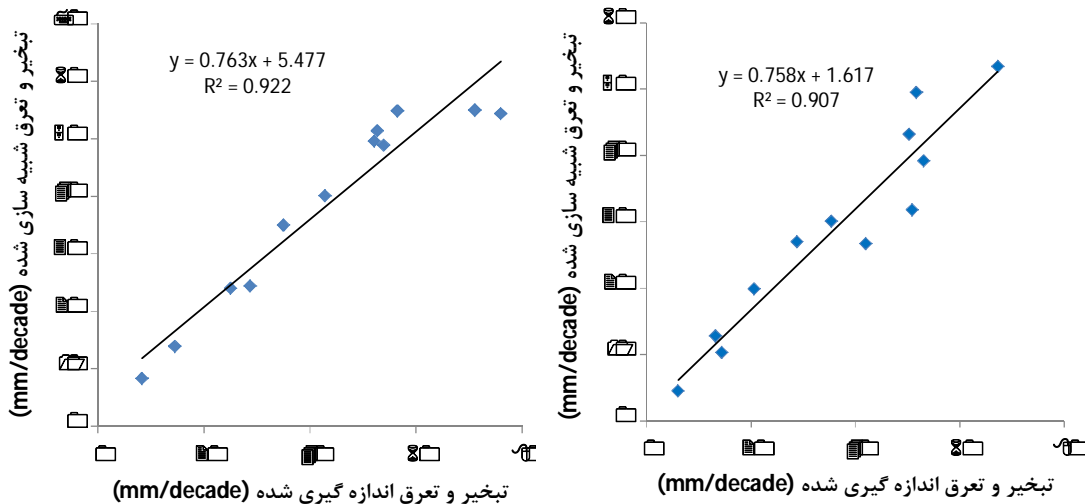 y = 0.763x + 5.477
R² = 0.922
تبخیر و تعرق شبیه سازی شده (mm/decade)
تبخیر و تعرق اندازه گیری شده (mm/decade)
y = 0.758x + 1.617
R² = 0.907
تبخیر و تعرق شبیه سازی شده (mm/decade)
تبخیر و تعرق اندازه گیری شده (mm/decade)